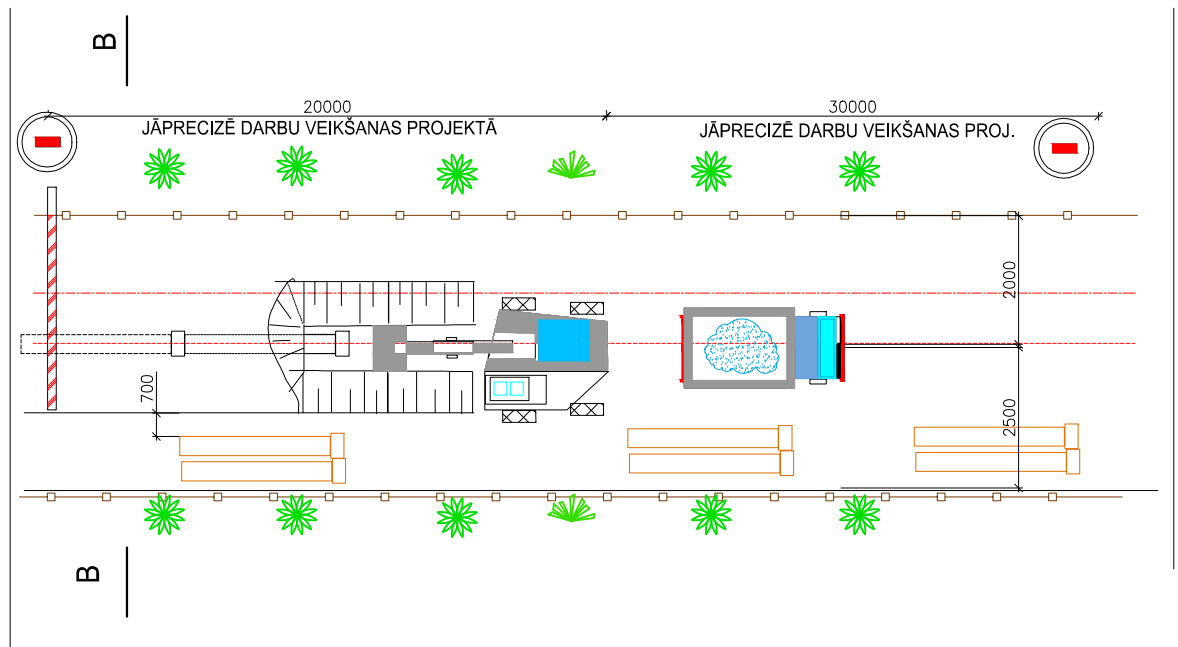 B
20000
30000
JĀPRECIZĒ DARBU VEIKŠANAS PROJEKTĀ
JĀPRECIZĒ DARBU VEIKŠANAS PROJ.
2000
700
2500
B